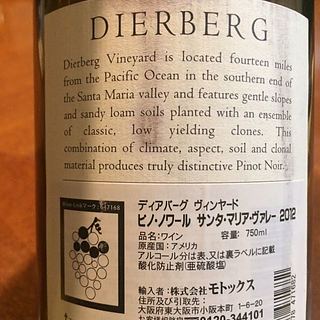 DIERBERG
Dierberg Vineyard is located fourteen miles
from the Pacific Ocean in the southern end of
the Santa Maria valley and features gentle slopes
and sandy loam soils planted with an ensemble
of classic, low yielding clones. This
combination of climate, aspect, soil and clonal
material produces truly distinctive Pinot Noir.
ディアバーグ ヴィンヤード
ピノ・ノワール サンタ・マリア・ヴァレー 2012
品名:ワイン 容量: 750ml
原産国:アメリカ
アルコール分は表、又は裏ラベルに記載
酸化防止剤(亜硫酸塩)
輸入者:株式会社 モトックス
住所及び引取先:
大阪府東大阪市小阪本町 1-6-20
0120-344101